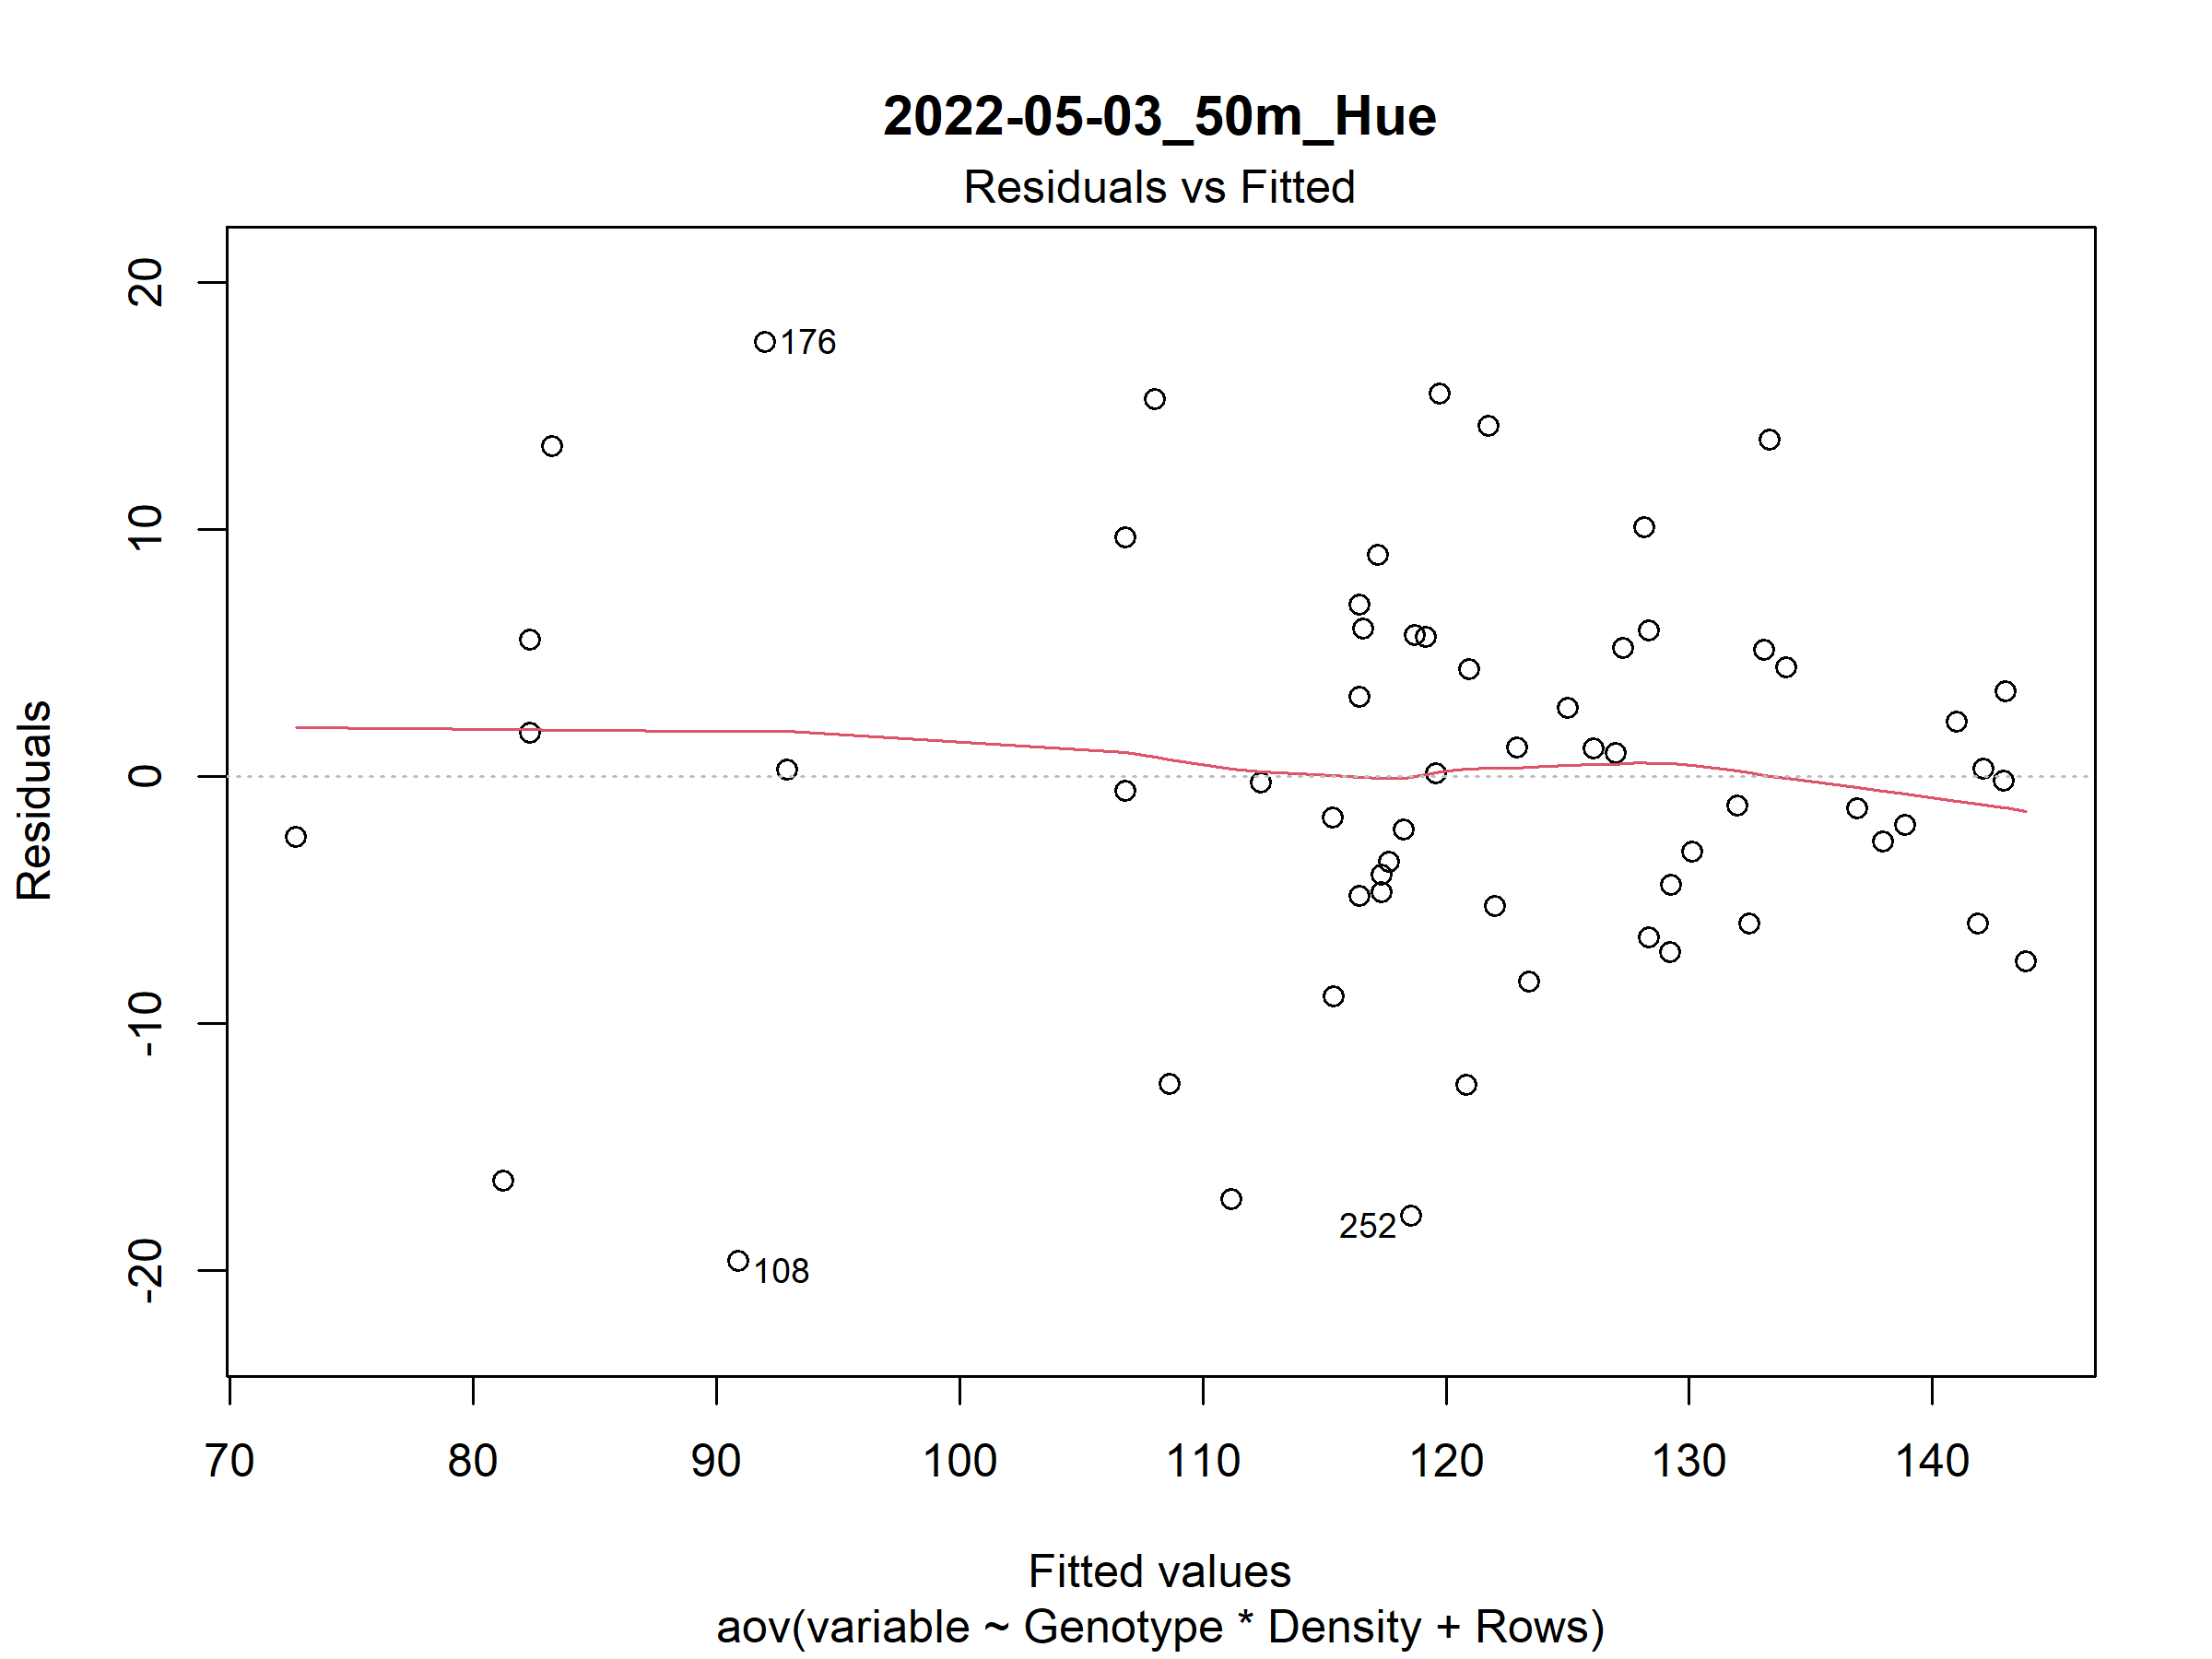 2022-05-03_50m_Hue
Residuals vs Fitted
20
10
0
-10
-20
Residuals
176
252
108
70 80 90 100 110 120 130 140
Fitted values
aov(variable ~ Genotype * Density + Rows)